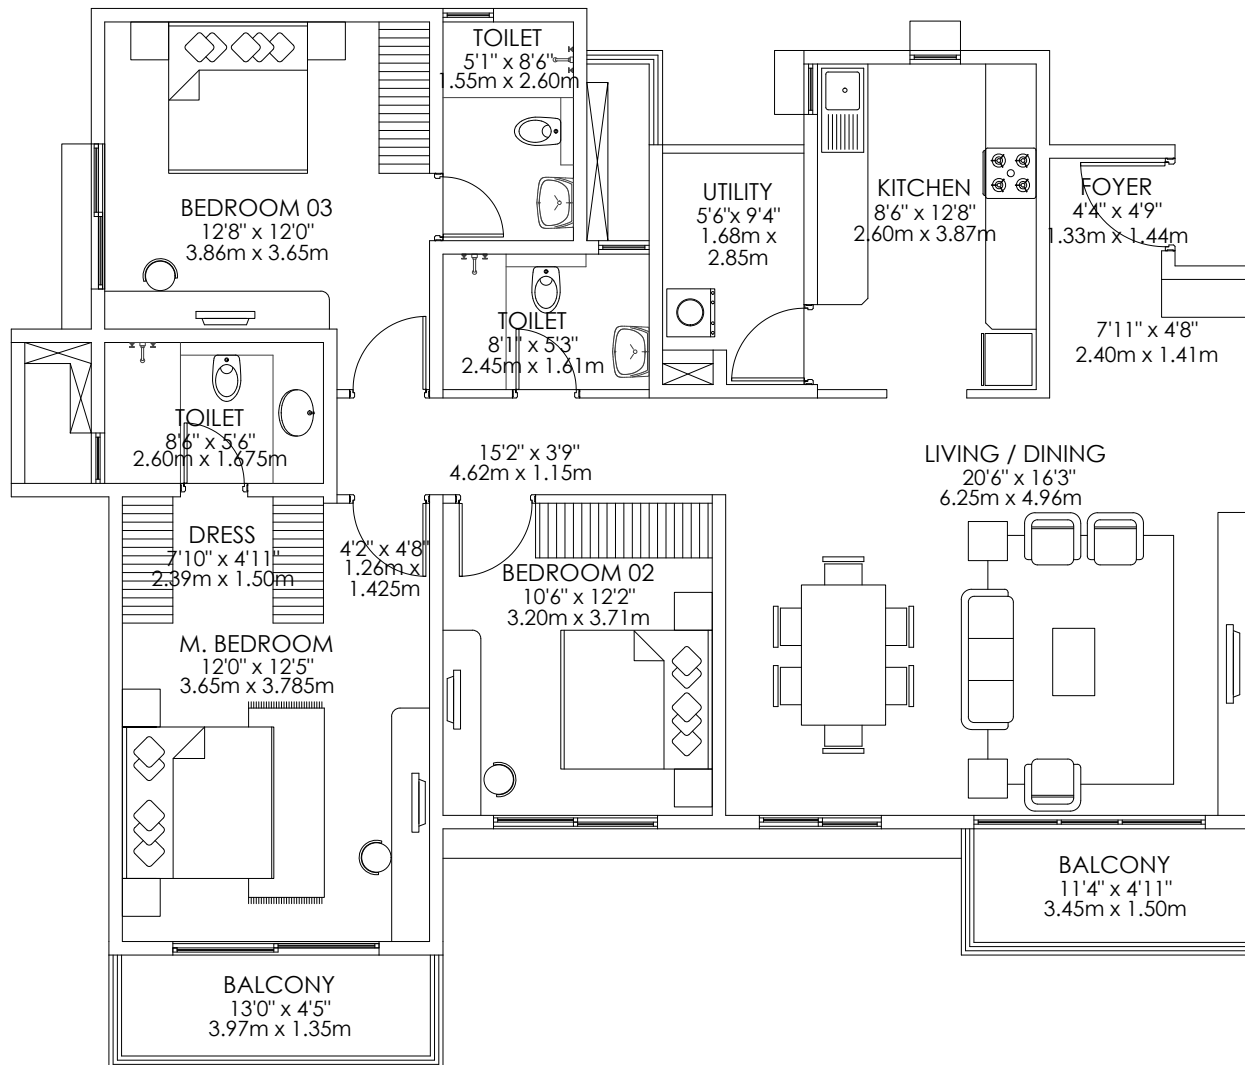 TOILET
5'1" x 8'6"
1.55m x 2.60m
BEDROOM 03
12'8" x 12'0"
3.86m x 3.65m
UTILITY
5'6"x 9'4"
1.68m x
2.85m
KITCHEN
8'6" x 12'8"
2.60m x 3.87m
FOYER
4'4" x 4'9"
1.33m x 1.44m
TOILET
8'1" x 5'3"
2.45m x 1.61m
7'11" x 4'8"
2.40m x 1.41m
TOILET
8'6" x 5'6"
2.60m x 1.675m
15'2" x 3'9"
4.62m x 1.15m
LIVING / DINING
20'6" x 16'3"
6.25m x 4.96m
DRESS
7'10" x 4'11"
2.39m x 1.50m
4'2" x 4'8"
1.26m x
1.425m
BEDROOM 02
10'6" x 12'2"
3.20m x 3.71m
M. BEDROOM
12'0" x 12'5"
3.65m x 3.785m
BALCONY
11'4" x 4'11"
3.45m x 1.50m
BALCONY
13'0" x 4'5"
3.97m x 1.35m